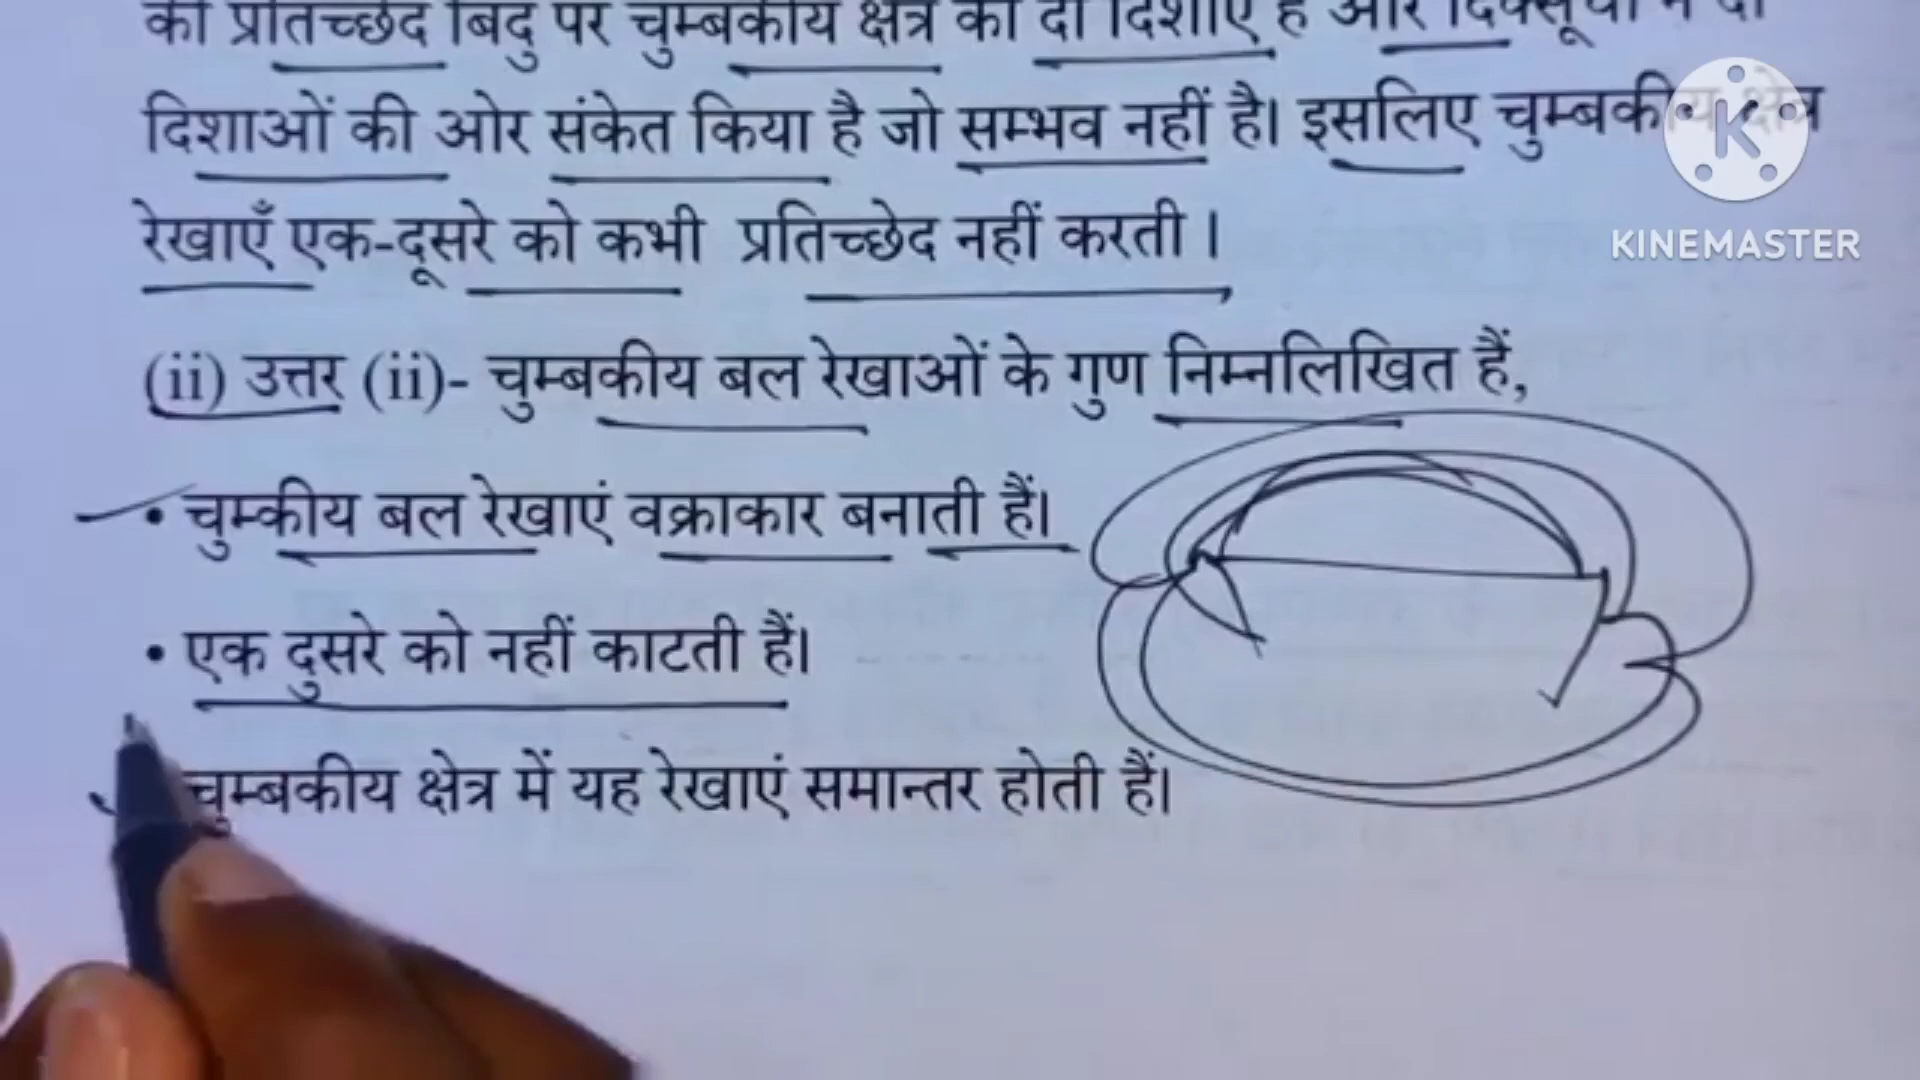 की प्रतिच्छेद बिंदु पर चुम्बकीय क्षेत्र की दो दिशाएं हैं और दिक्सूची ने दो
दिशाओं की ओर संकेत किया है जो सम्भव नहीं है। इसलिए चुम्बकीय क्षेत्र
रेखाएँ एक-दूसरे को कभी प्रतिच्छेद नहीं करती ।
KINEMASTER
(ii) उत्तर (ii)- चुम्बकीय बल रेखाओं के गुण निम्नलिखित हैं,
• चुम्कीय बल रेखाएं वक्राकार बनाती हैं।
• एक दुसरे को नहीं काटती हैं।
चुम्बकीय क्षेत्र में यह रेखाएं समान्तर होती हैं।